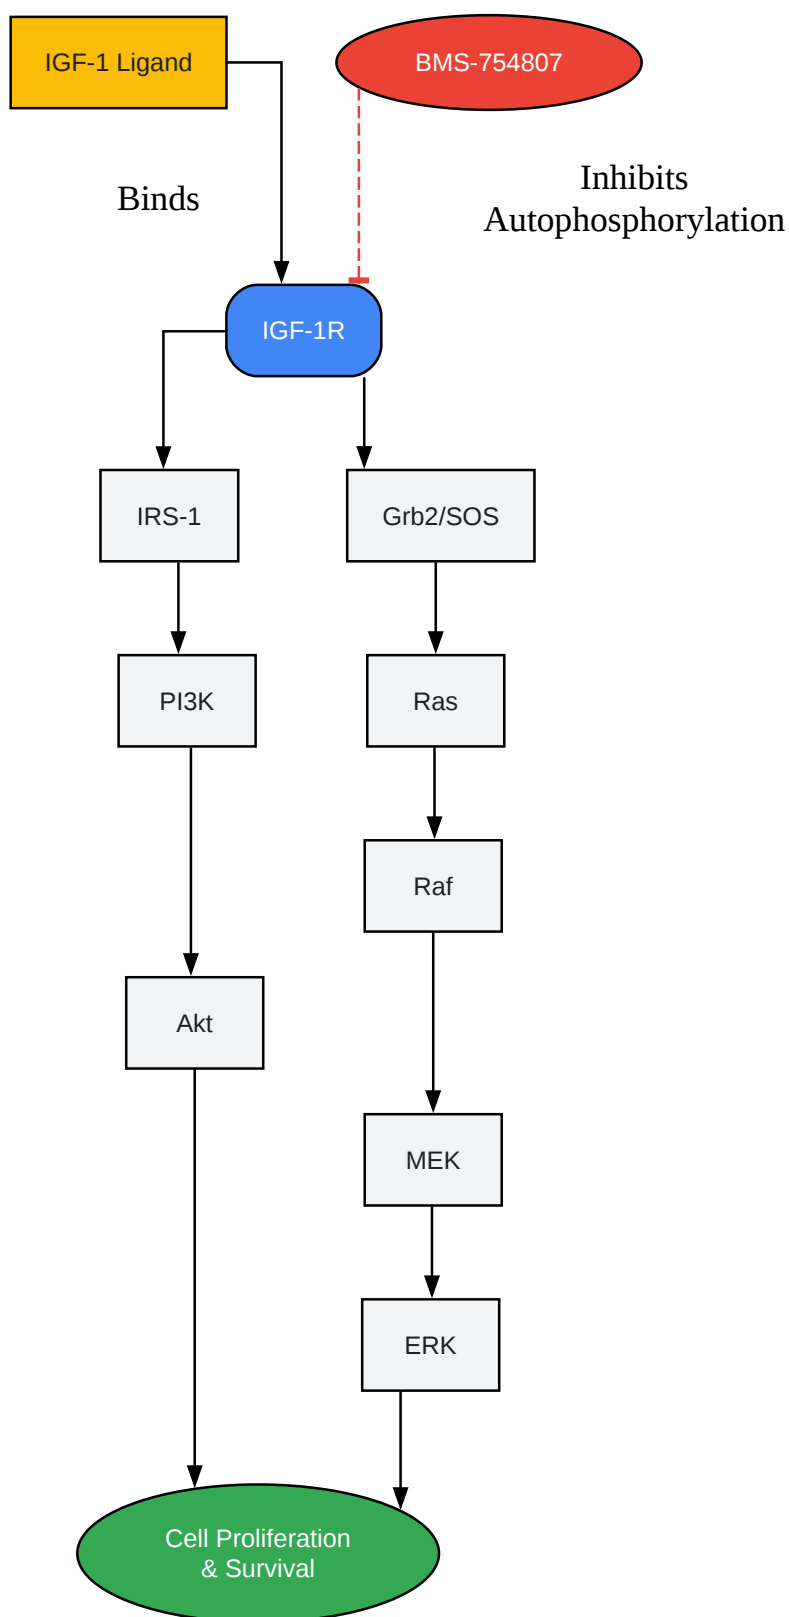 IGF-1 Ligand
BMS-754807
Binds
Inhibits
Autophosphorylation
IGF-1R
IRS-1
Grb2/SOS
PI3K
Ras
Raf
Akt
MEK
ERK
Cell Proliferation
& Survival